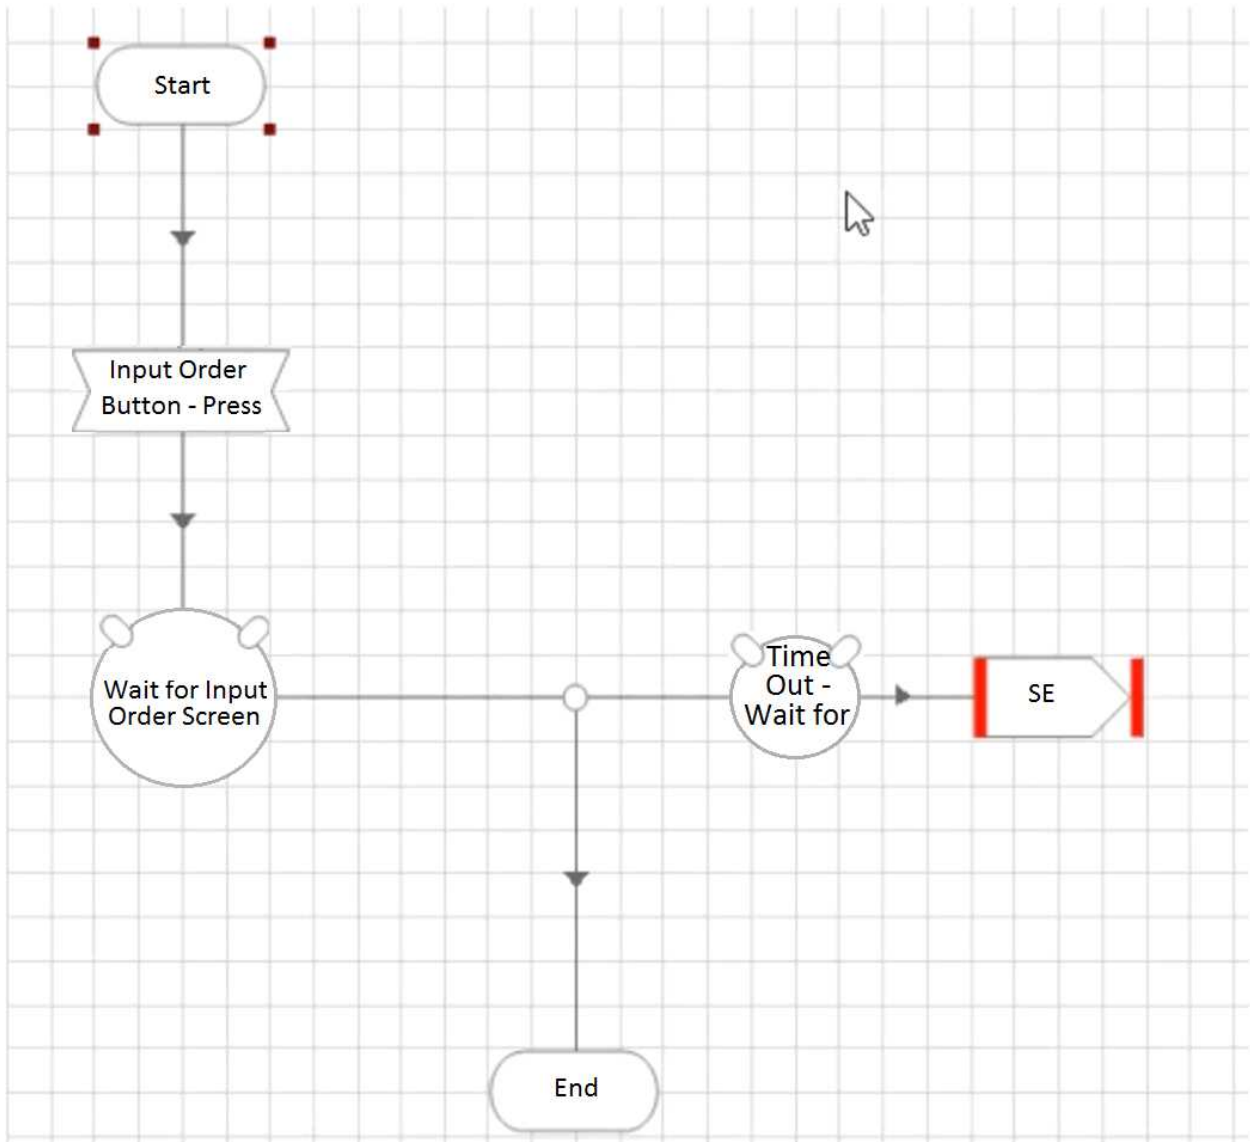 Start
Input Order
Button - Press
Wait for Input
Order Screen
Time
Out -
Wait for
SE
End